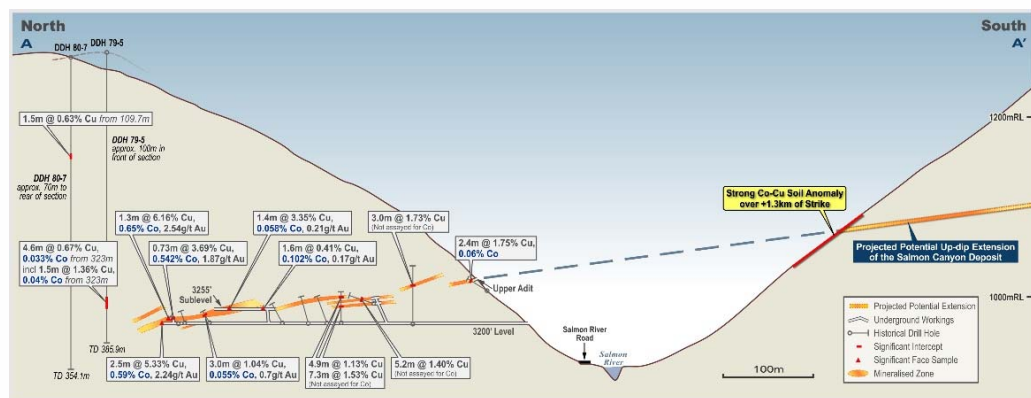 North
A
DDH 80-7
DDH 79-5
South
A'
1.5m @ 0.63% Cu from 109.7m
DDH 79-5
approx. 100m in
front of section
DDH 80-7
approx. 70m to
rear of section
1200mRL
1000mRL
4.6m @ 0.67% Cu,
0.033% Co from 323m
incl 1.5m @ 1.36% Cu,
0.04% Co from 323m
1.3m @ 6.16% Cu,
0.65% Co, 2.54g/t Au
0.73m @ 3.69% Cu,
0.542% Co, 1.87g/t Au
1.4m @ 3.35% Cu,
0.058% Co, 0.21g/t Au
1.6m @ 0.41% Cu,
0.102% Co, 0.17g/t Au
3.0m @ 1.73% Cu
(Not assayed for Co)
2.4m @ 1.75% Cu,
0.06% Co
Upper Adit
3255'
Sublevel
3200' Level
TD 365.9m
TD 354.1m
2.5m @ 5.33% Cu,
0.59% Co, 2.24g/t Au
3.0m @ 1.04% Cu,
0.055% Co, 0.7g/t Au
4.9m @ 1.13% Cu
7.3m @ 1.53% Cu
(Not assayed for Co)
5.2m @ 1.40% Cu
(Not assayed for Co)
Salmon River
Road
Salmon
River
Strong Co-Cu Soil Anomaly
over +1.3km of Strike
Projected Potential Up-dip Extension
of the Salmon Canyon Deposit
100m
Projected Potential Extension
Underground Workings
Historical Drill Hole
Significant Intercept
Significant Face Sample
Mineralised Zone